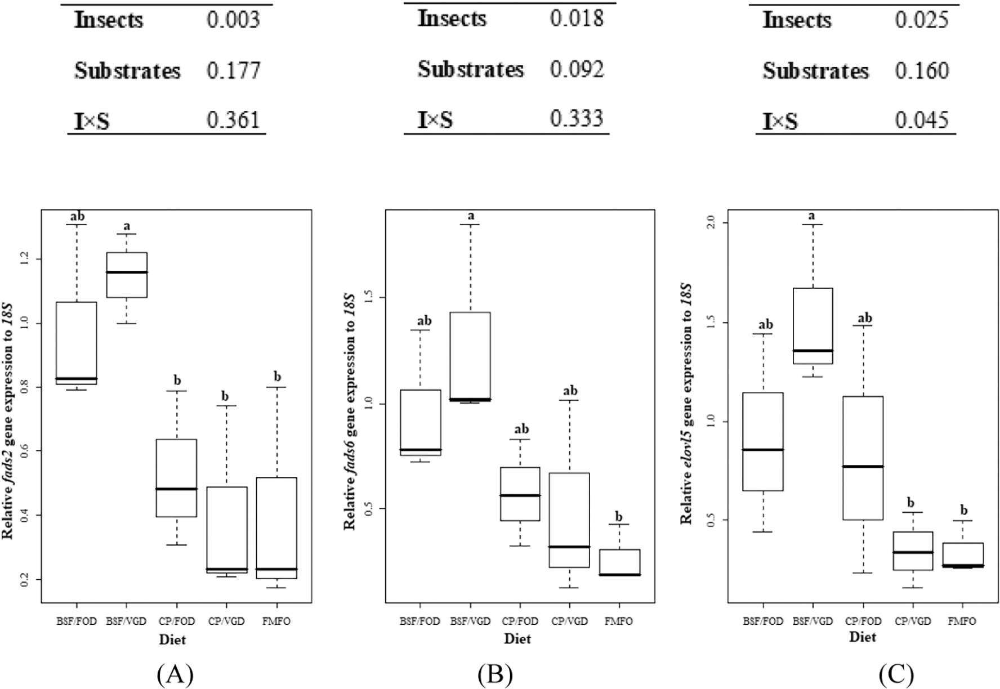 Insects 0.003
Substrates 0.177
I×S 0.361
Insects 0.018
Substrates 0.092
I×S 0.333
Insects 0.025
Substrates 0.160
I×S 0.045
Relative fads2 gene expression to 18S
1.2
1.0
0.8
0.6
0.4
0.2
ab
a
b
b
b
BSF/FOD BSF/VGD CP/FOD CP/VGD FMFO
Diet
(A)
Relative fads6 gene expression to 18S
1.5
1.0
0.5
ab
a
ab
ab
b
BSF/FOD BSF/VGD CP/FOD CP/VGD FMFO
Diet
(B)
Relative elovl5 gene expression to 18S
2.0
1.5
1.0
0.5
ab
a
ab
b
b
BSF/FOD BSF/VGD CP/FOD CP/VGD FMFO
Diet
(C)